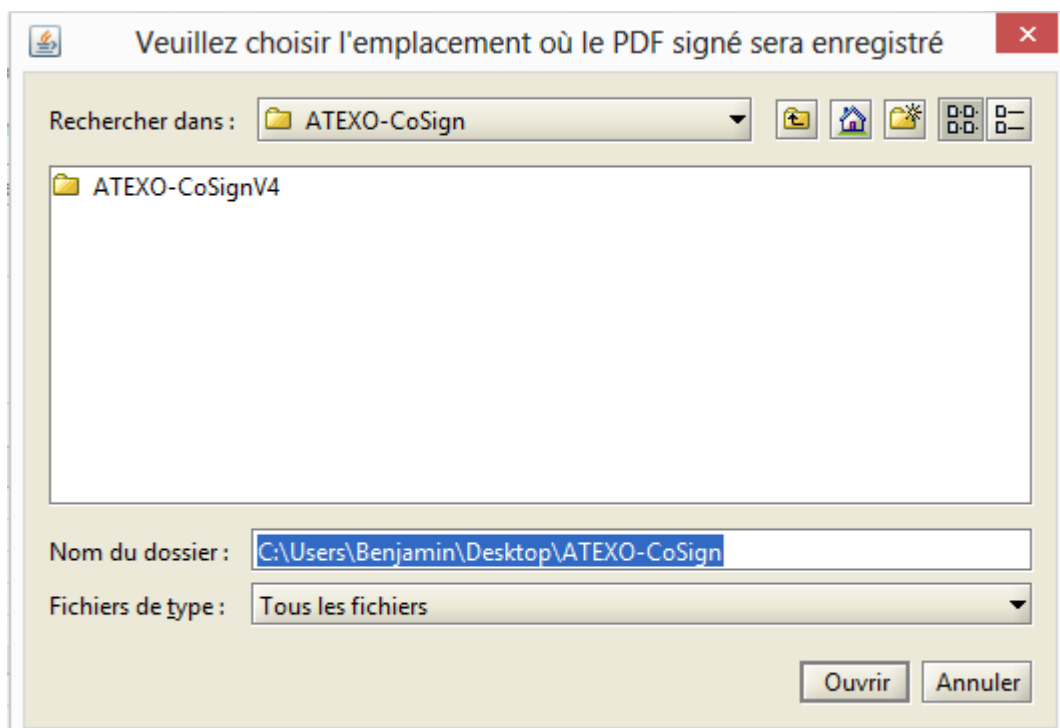 Veuillez choisir l'emplacement où le PDF signé sera enregistré
Rechercher dans : ATEXO-CoSign
ATEXO-CoSignV4
Nom du dossier : C:\Users\Benjamin\Desktop\ATEXO-CoSign
Fichiers de type : Tous les fichiers
Ouvrir Annuler